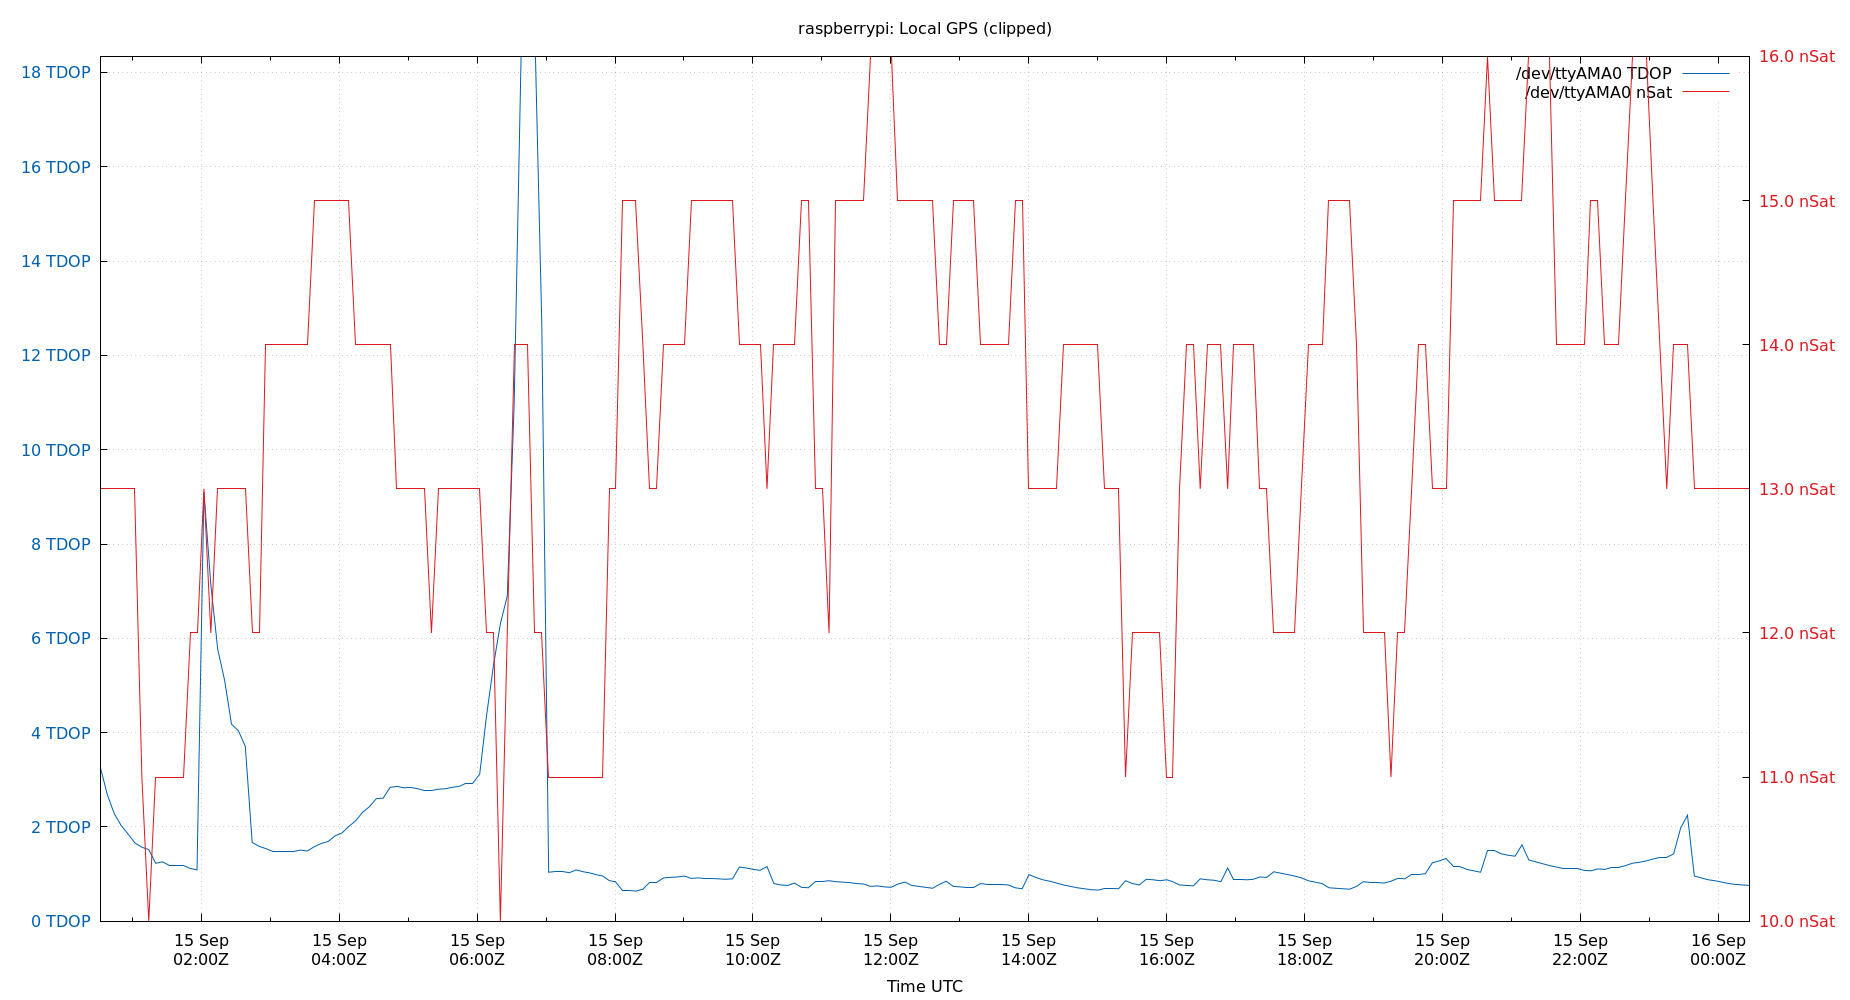 raspberrypi: Local GPS (clipped)
/dev/ttyAMA0 TDOP
/dev/ttyAMA0 nSat
18 TDOP
16 TDOP
14 TDOP
12 TDOP
10 TDOP
8 TDOP
6 TDOP
4 TDOP
2 TDOP
0 TDOP
16.0 nSat
15.0 nSat
14.0 nSat
13.0 nSat
12.0 nSat
11.0 nSat
10.0 nSat
15 Sep
02:00Z
15 Sep
04:00Z
15 Sep
06:00Z
15 Sep
08:00Z
15 Sep
10:00Z
15 Sep
12:00Z
15 Sep
14:00Z
15 Sep
16:00Z
15 Sep
18:00Z
15 Sep
20:00Z
15 Sep
22:00Z
16 Sep
00:00Z
Time UTC